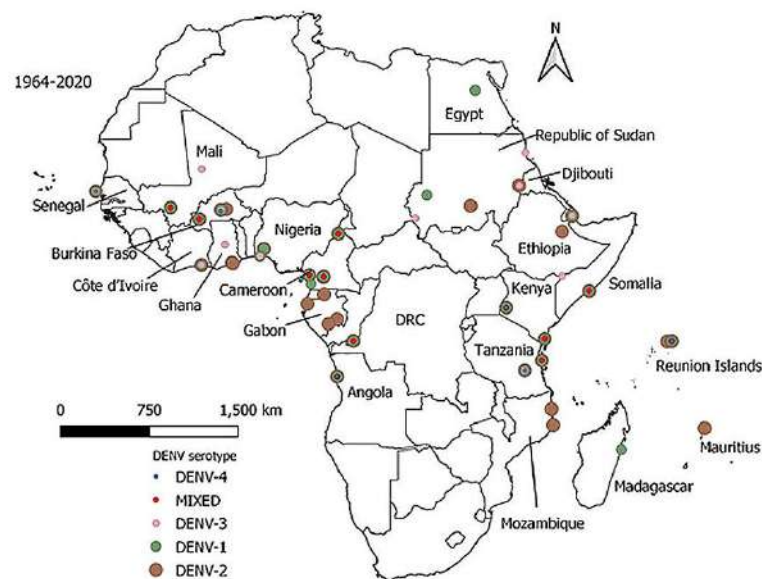 N
1964-2020
Egypt
Republic of Sudan
Mali
Djibouti
Senegal
Nigeria
Burkina Faso
Ethiopia
Côte d'Ivoire
Ghana
Cameroon
Kenya
Somalia
Gabon
DRC
Tanzania
Reunion Islands
Angola
0 750 1,500 km
Mauritius
Madagascar
Mozambique
DENV serotype
DENV-4
MIXED
DENV-3
DENV-1
DENV-2